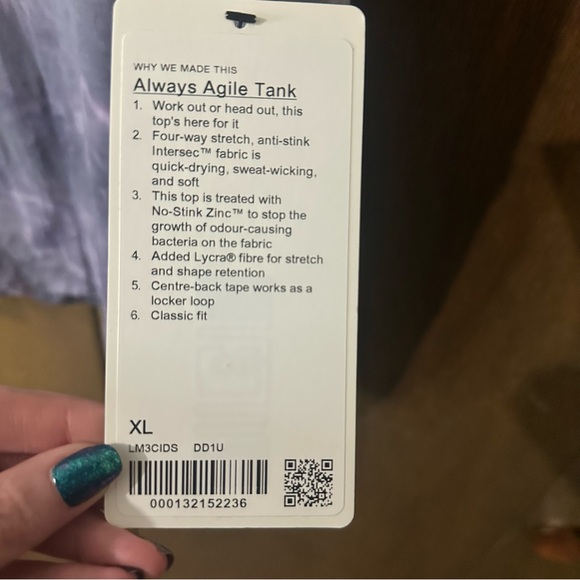 WHY WE MADE THIS
Always Agile Tank
1. Work out or head out, this
top's here for it
2. Four-way stretch, anti-stink
Intersec™ fabric is
quick-drying, sweat-wicking,
and soft
3. This top is treated with
No-Stink Zinc™ to stop the
growth of odour-causing
bacteria on the fabric
4. Added Lycra® fibre for stretch
and shape retention
5. Centre-back tape works as a
locker loop
6. Classic fit
XL
LM3CIDS DD1U
000132152236